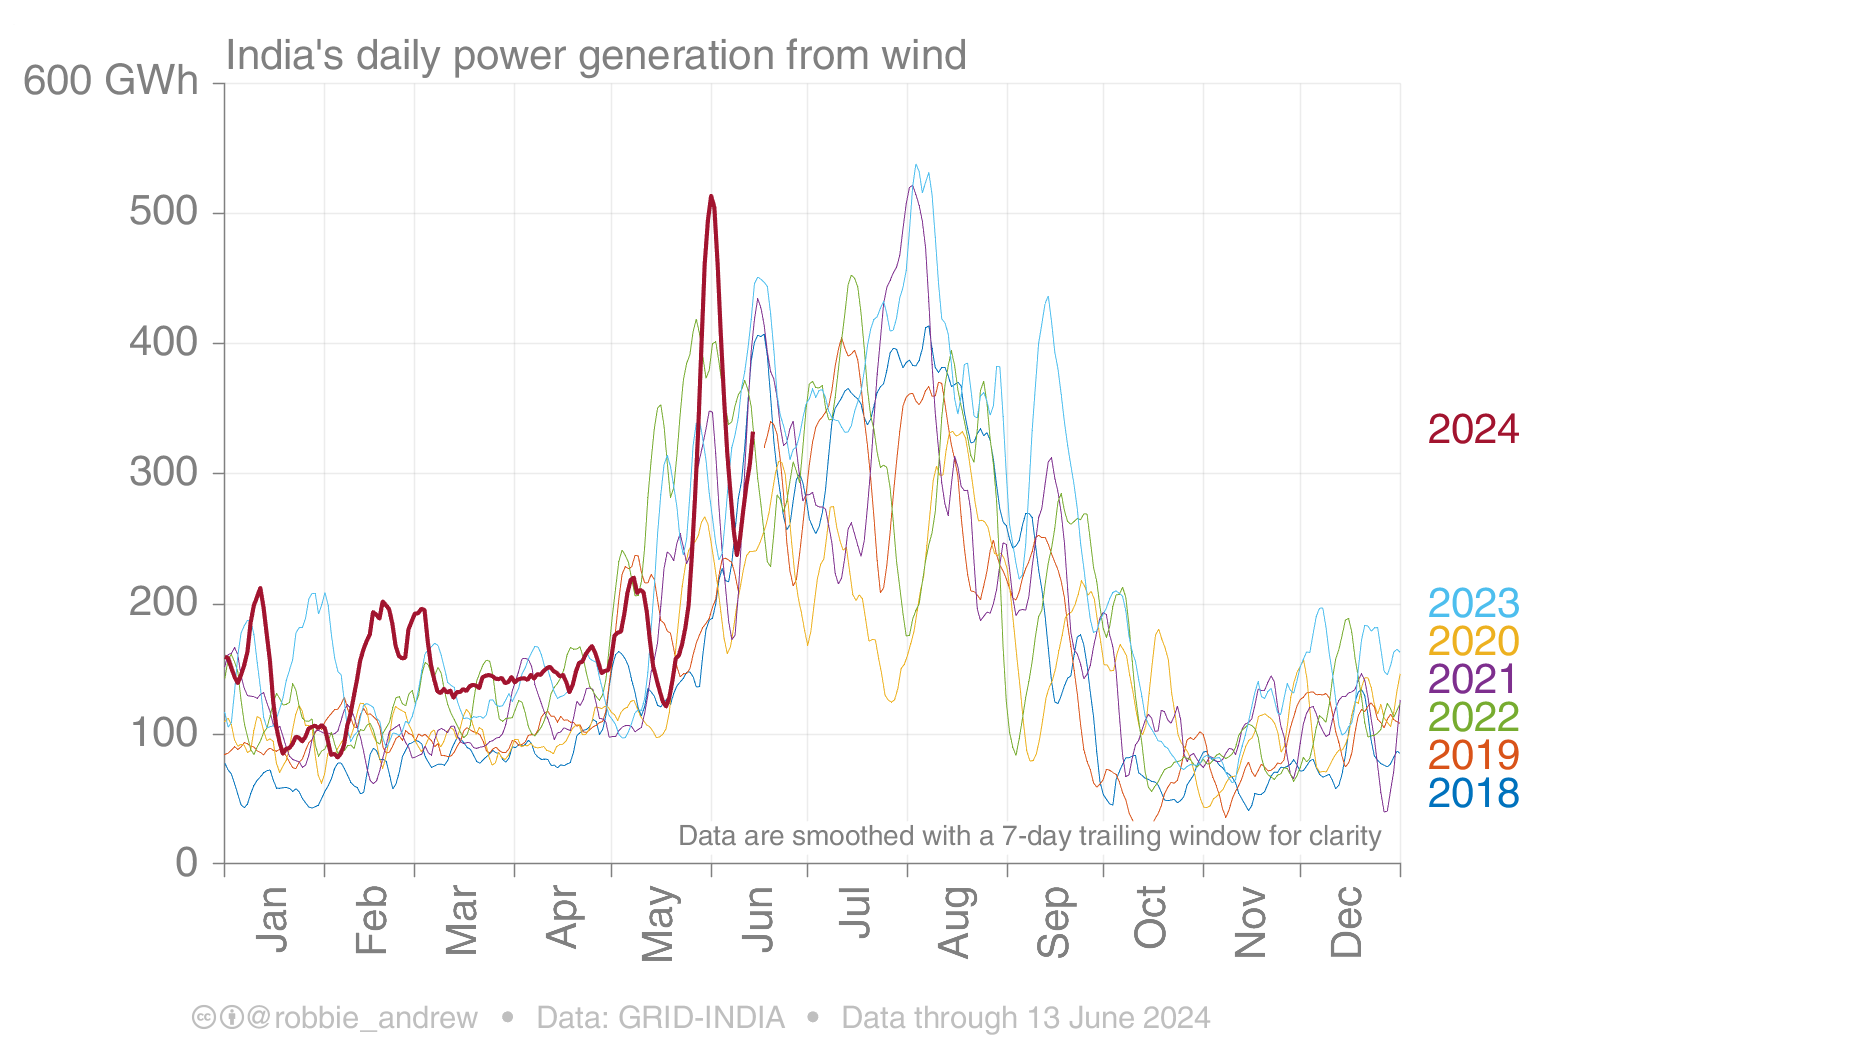 India's daily power generation from wind
600 GWh
500
400
300
200
100
0
2024
2023
2020
2021
2022
2019
2018
Data are smoothed with a 7-day trailing window for clarity
Jan
Feb
Mar
Apr
May
Jun
Jul
Aug
Sep
Oct
Nov
Dec
@robbie_andrew • Data: GRID-INDIA • Data through 13 June 2024